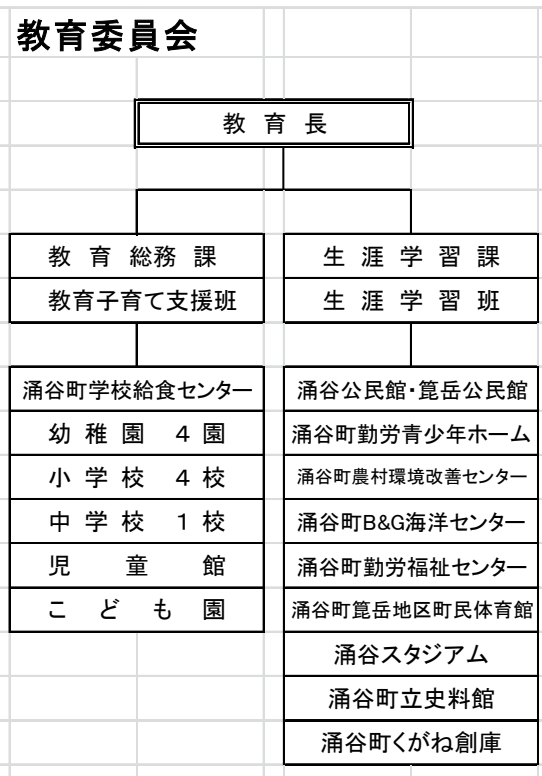 教育委員会
教育長
教育総務課
教育子育て支援班
生涯学習課
生涯学習班
涌谷町学校給食センター
幼稚園 4園
小学校 4校
中学校 1校
児童館
こども園
涌谷公民館・箟岳公民館
涌谷町勤労青少年ホーム
涌谷町農村環境改善センター
涌谷町B&G海洋センター
涌谷町勤労福祉センター
涌谷町箟岳地区町民体育館
涌谷スタジアム
涌谷町立史料館
涌谷町くがね創庫